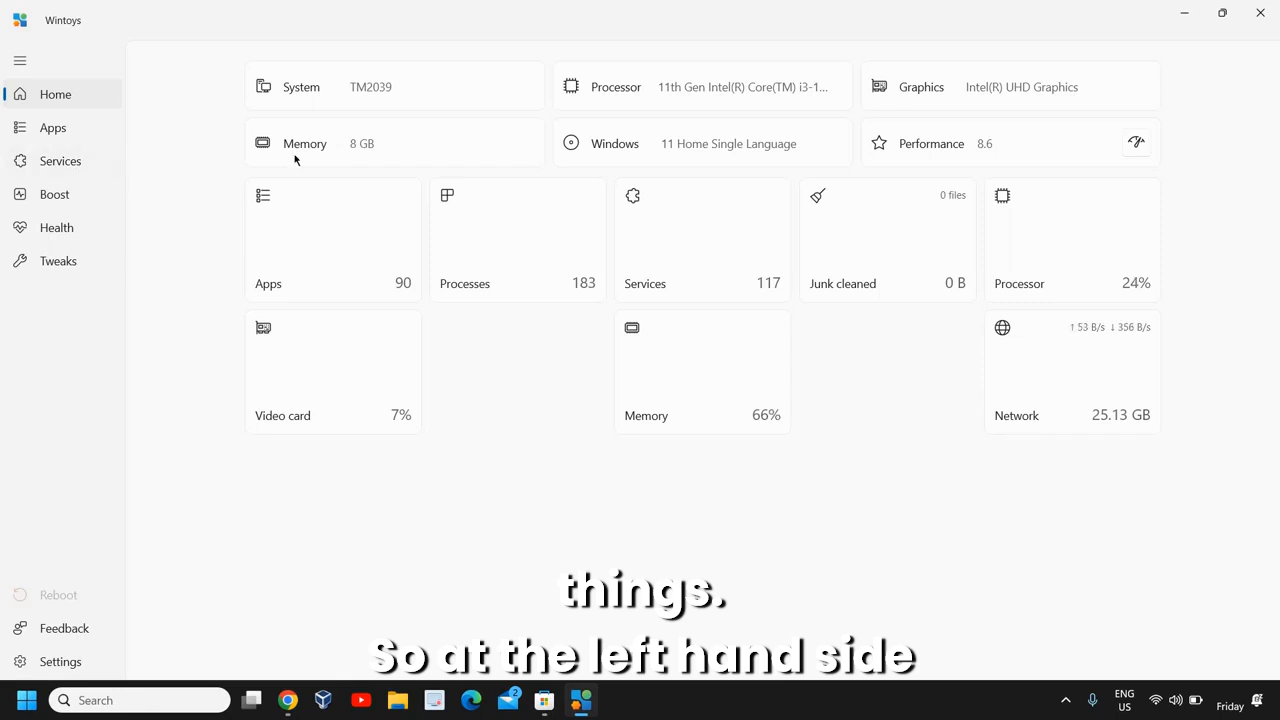 Wintoys
Home
Apps
Services
Boost
Health
Tweaks
Reboot
Feedback
Settings
System TM2039
Processor 11th Gen Intel(R) Core(TM) i3-1...
Graphics Intel(R) UHD Graphics
Memory 8 GB
Windows 11 Home Single Language
Performance 8.6
Apps 90
Processes 183
Services 117
0 files
Junk cleaned 0 B
Processor 24%
Video card 7%
Memory 66%
↑ 53 B/s ↓ 356 B/s
Network 25.13 GB
things.
So at the left hand side
Search
2
ENG
US
Friday